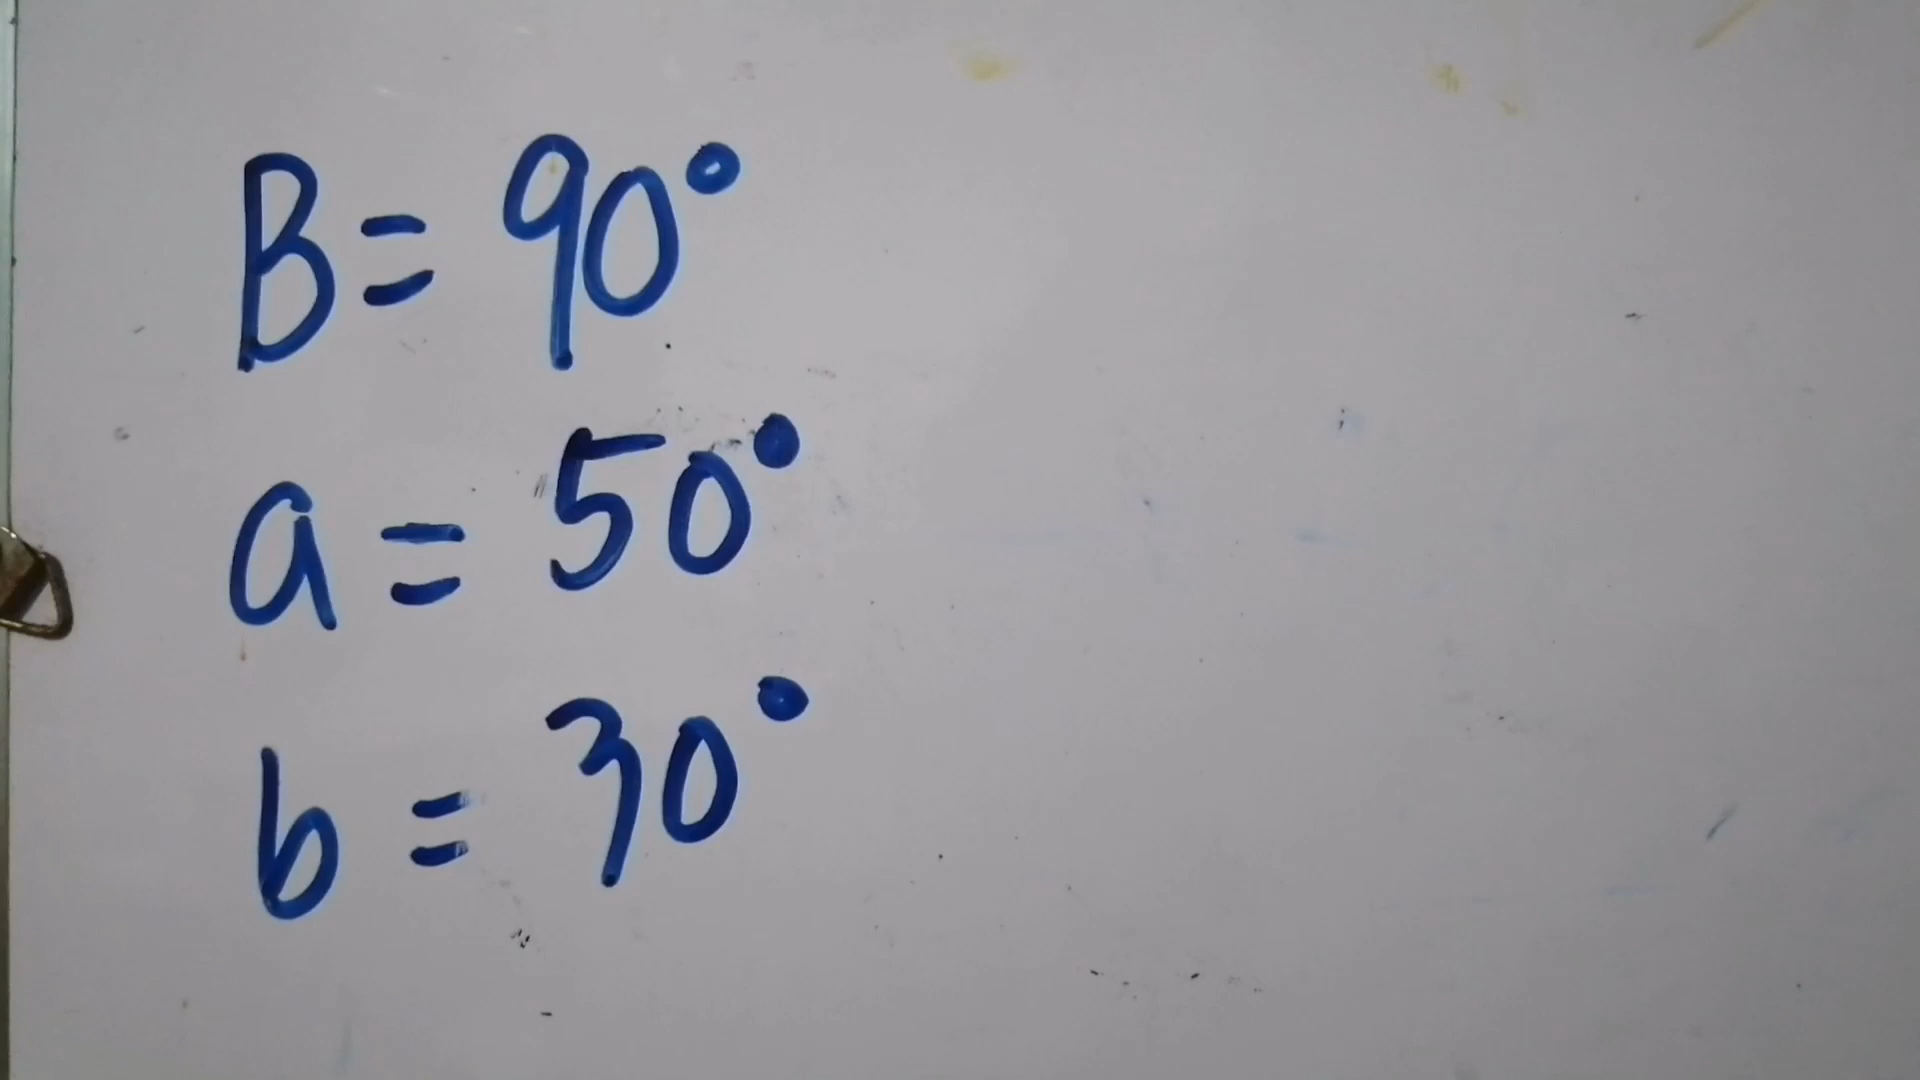 B = 90°
a = 50°
b = 30°